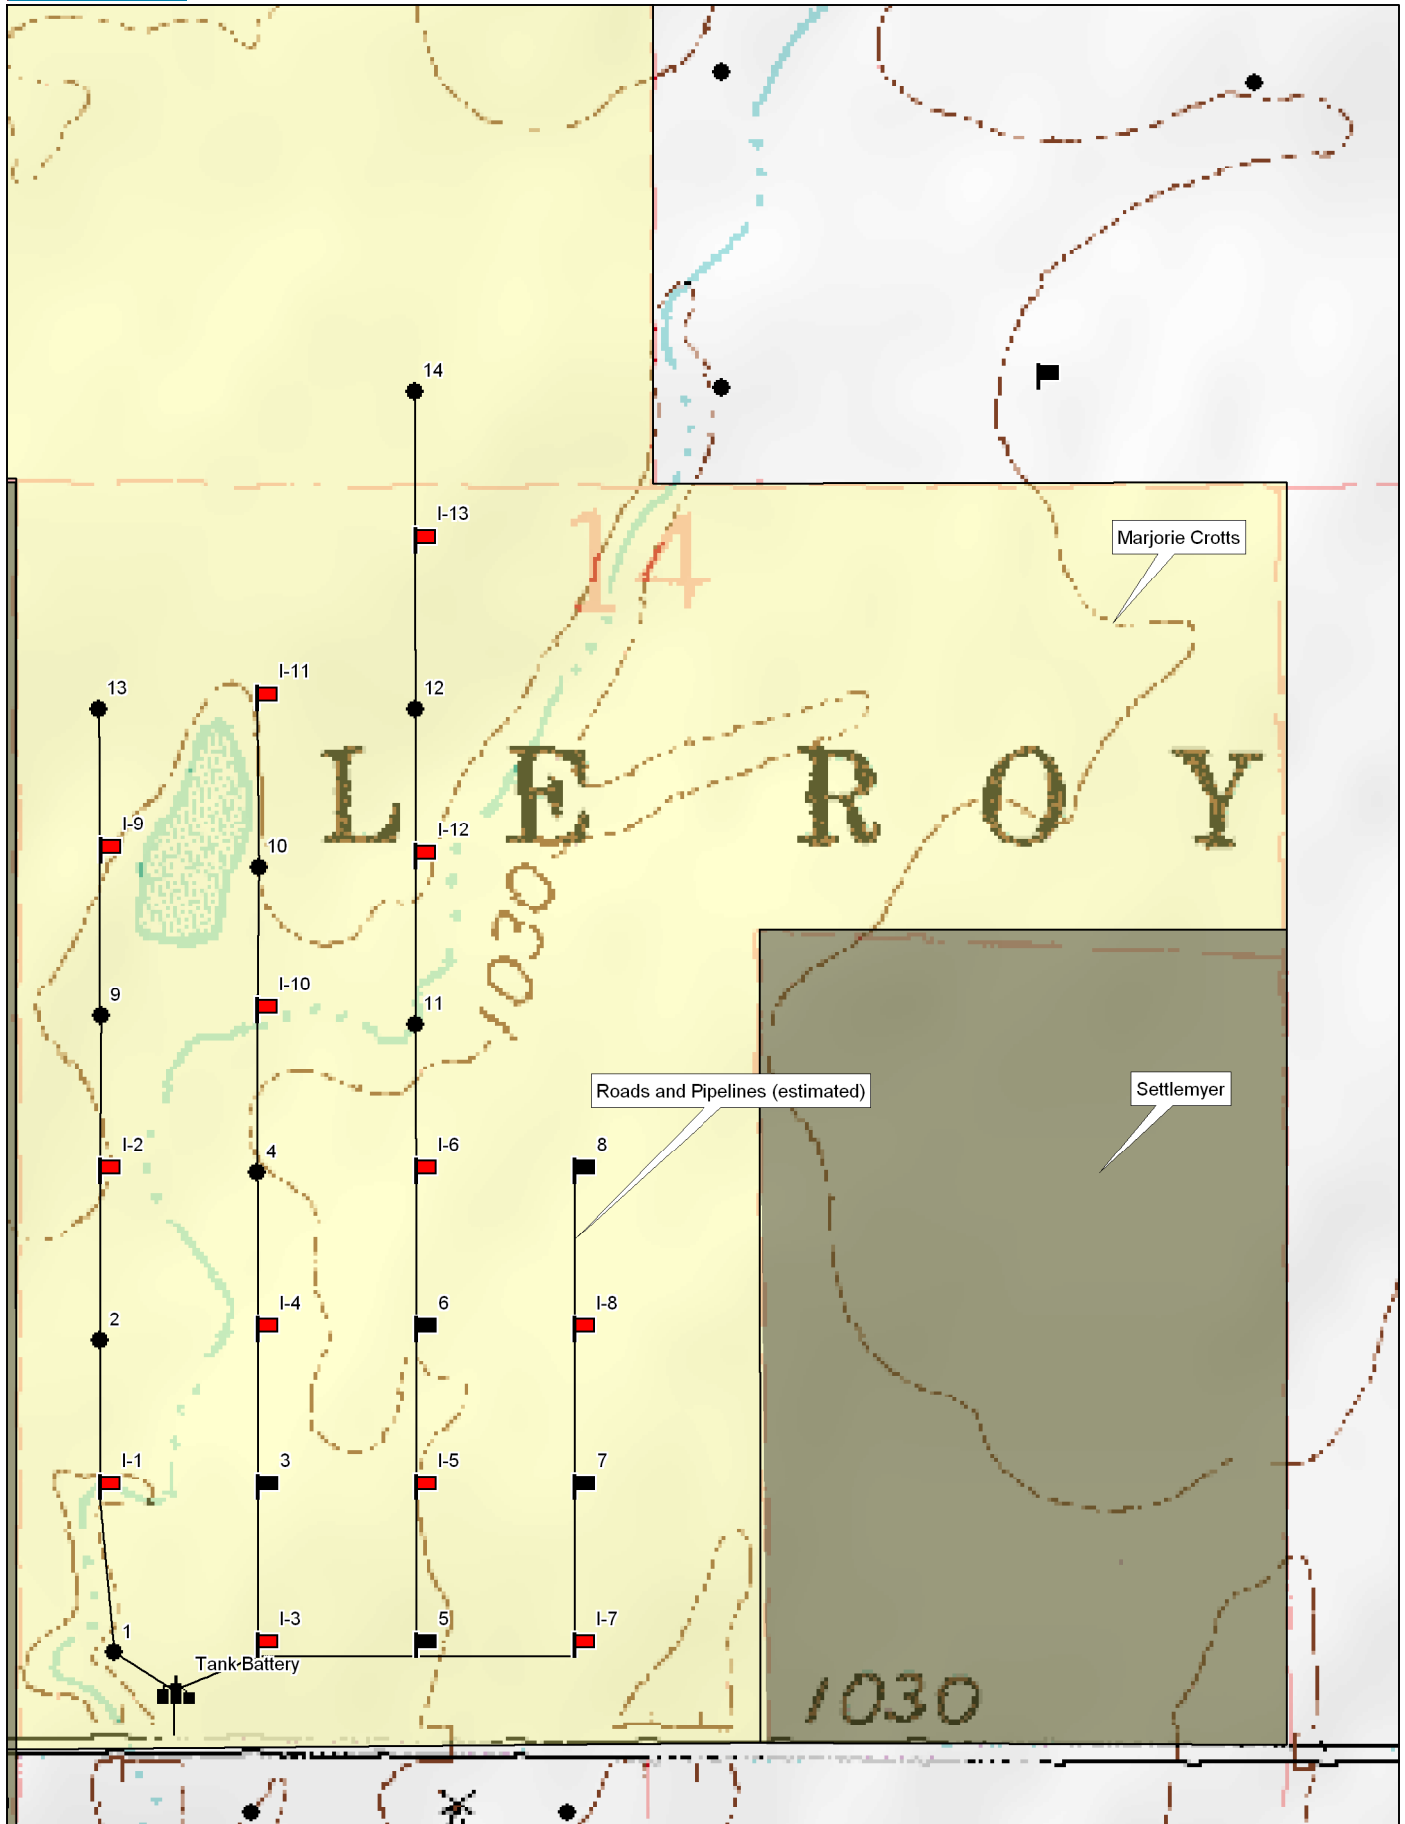 14
I-13
14
Marjorie Crotts
I-11
13
12
L E R O Y
I-9
I-12
10
1030
I-10
9
11
Roads and Pipelines (estimated)
Settlemyer
I-2
4
I-6
8
2
I-4
6
I-8
I-1
3
I-5
7
1
I-3
5
I-7
Tank Battery
1030